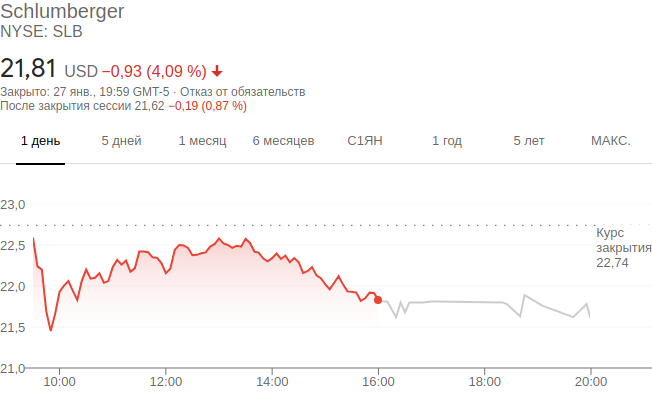 Schlumberger
NYSE: SLB
21,81 USD −0,93 (4,09 %)
Закрыто: 27 янв., 19:59 GMT-5 · Отказ от обязательств
После закрытия сессии 21,62 −0,19 (0,87 %)
1 день 5 дней 1 месяц 6 месяцев С1ЯН 1 год 5 лет МАКС.
23,0
22,5
22,0
21,5
21,0
Курс
закрытия
22,74
10:00 12:00 14:00 16:00 18:00 20:00